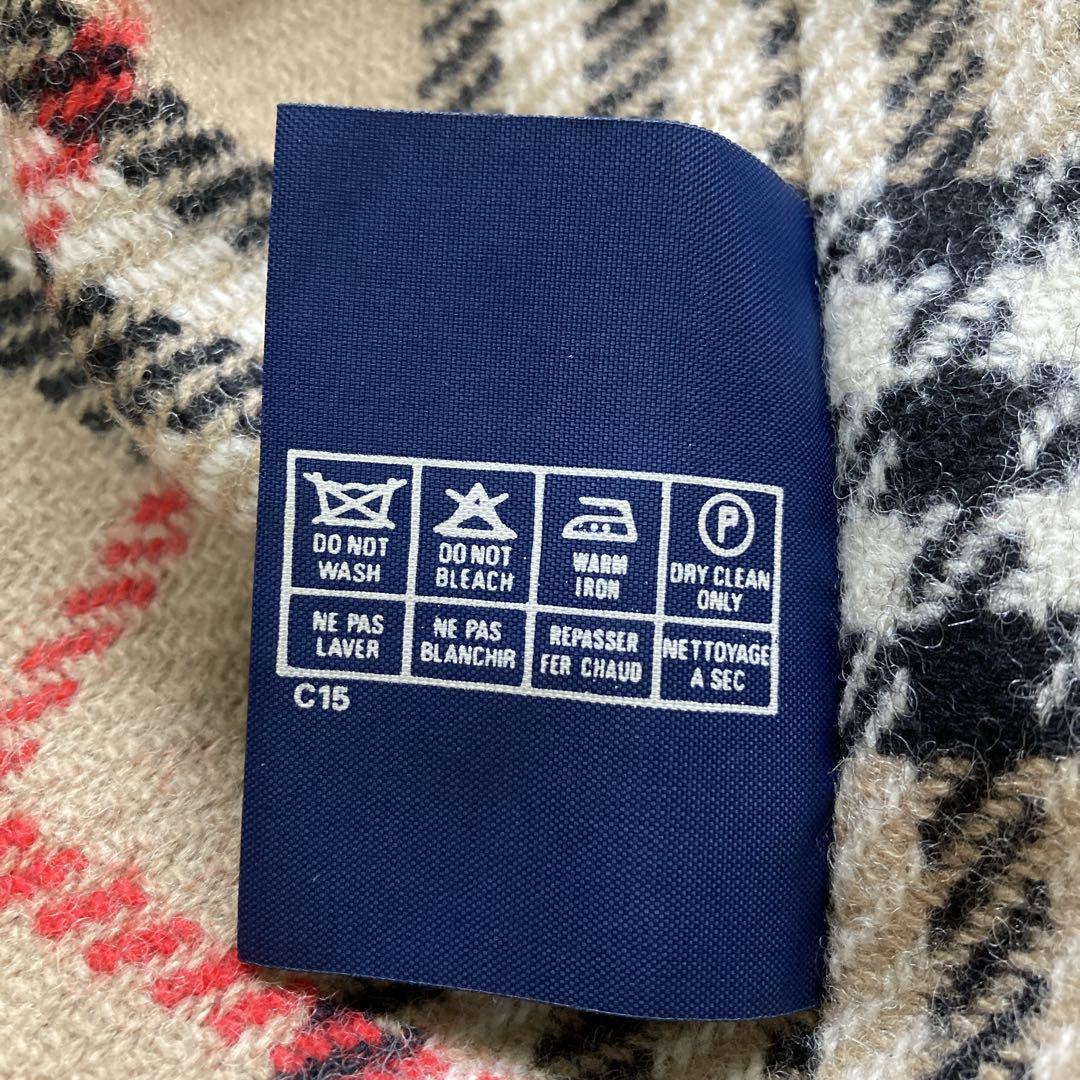 DO NOT
WASH
DO NOT
BLEACH
WARM
IRON
P
DRY CLEAN
ONLY
NE PAS
LAVER
NE PAS
BLANCHIR
REPASSER
FER CHAUD
NETTOYAGE
A SEC
C15